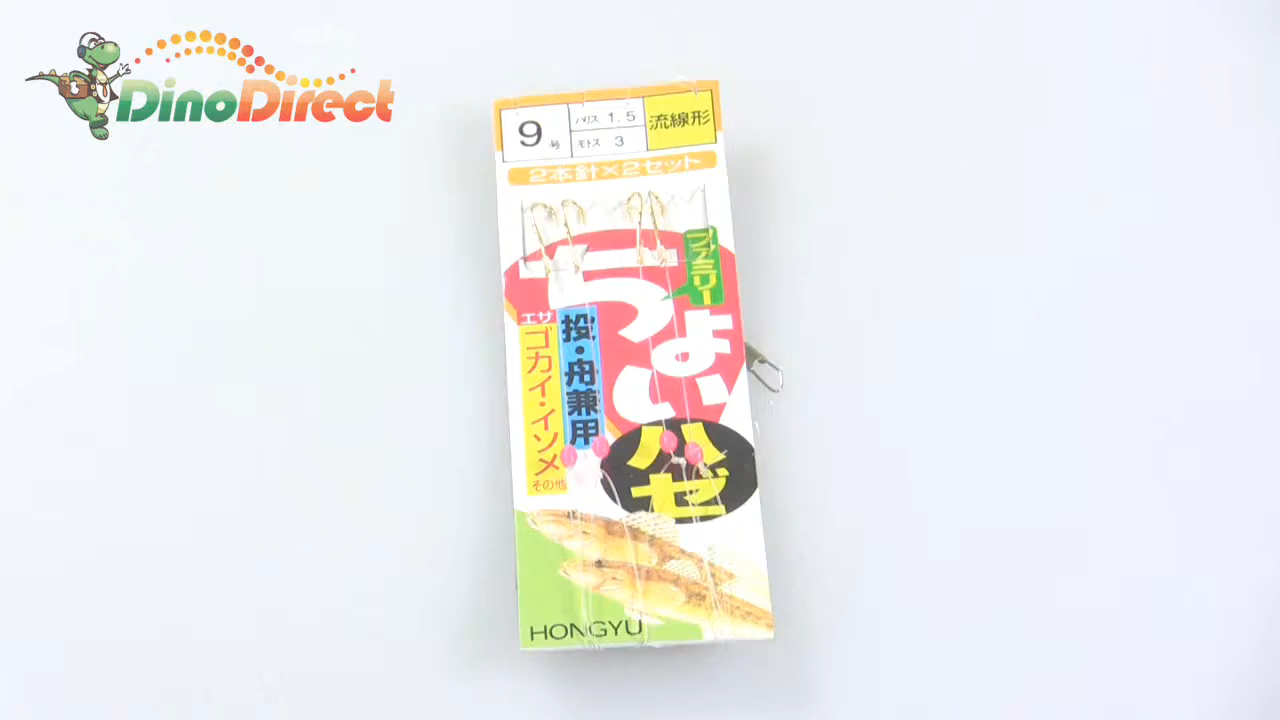 DinoDirect
9号
ハリス 1.5
モトス 3
流線形
2本針×2セット
ファミリー
ちょい
ハゼ
投・舟兼用
エサ
ゴカイ・イソメ
その他
HONGYU